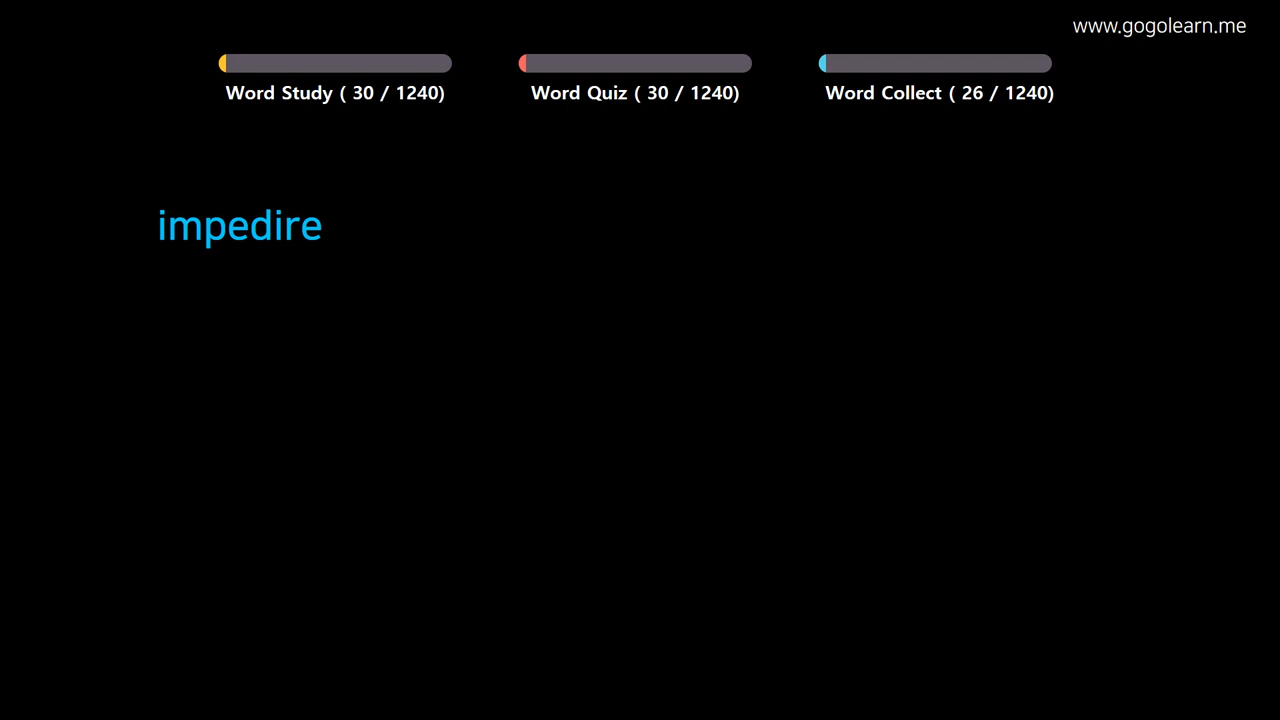 www.gogolearn.me
Word Study ( 30 / 1240)
Word Quiz ( 30 / 1240)
Word Collect ( 26 / 1240)
impedire